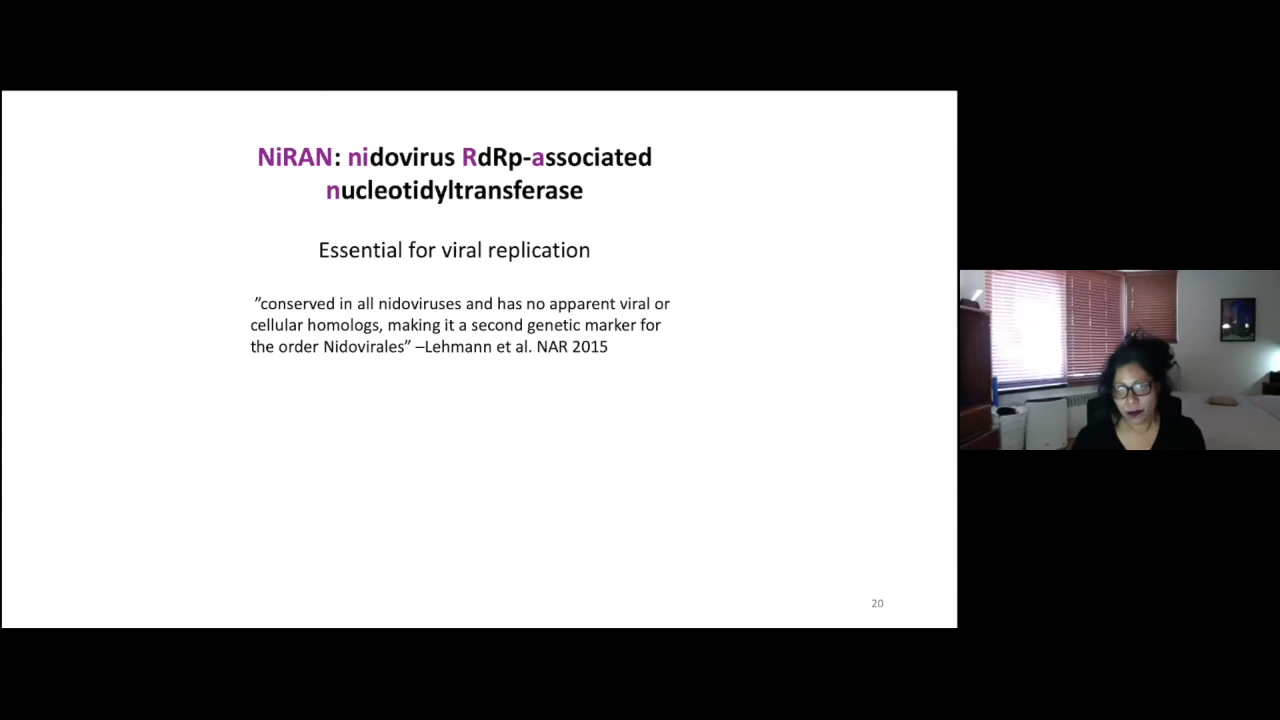 NiRAN: nidovirus RdRp-associated
nucleotidyltransferase
Essential for viral replication
”conserved in all nidoviruses and has no apparent viral or
cellular homologs, making it a second genetic marker for
the order Nidovirales” –Lehmann et al. NAR 2015
20